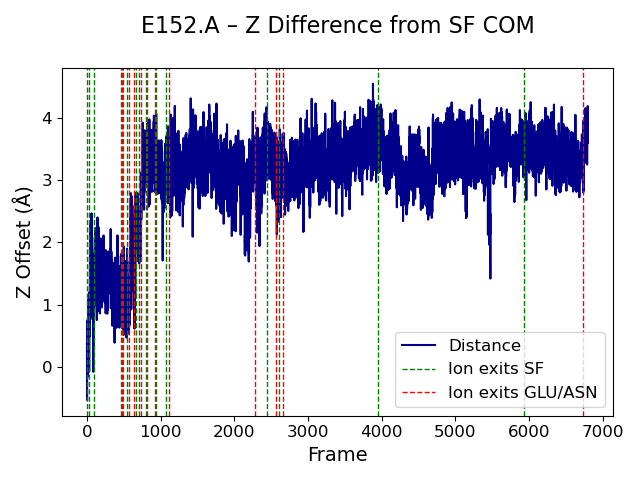 E152.A – Z Difference from SF COM
Z Offset (Å)
4
3
2
1
0
Distance
Ion exits SF
Ion exits GLU/ASN
0 1000 2000 3000 4000 5000 6000 7000
Frame